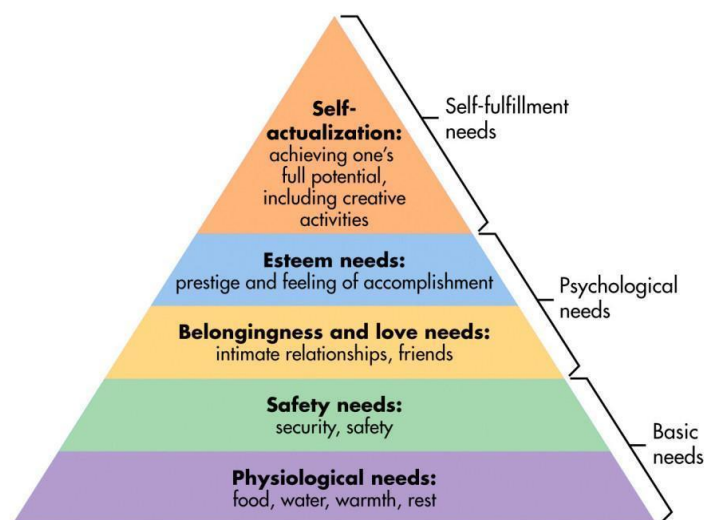 Self-
actualization:
achieving one's
full potential,
including creative
activities
Self-fulfillment
needs
Esteem needs:
prestige and feeling of accomplishment
Psychological
needs
Belongingness and love needs:
intimate relationships, friends
Safety needs:
security, safety
Basic
needs
Physiological needs:
food, water, warmth, rest